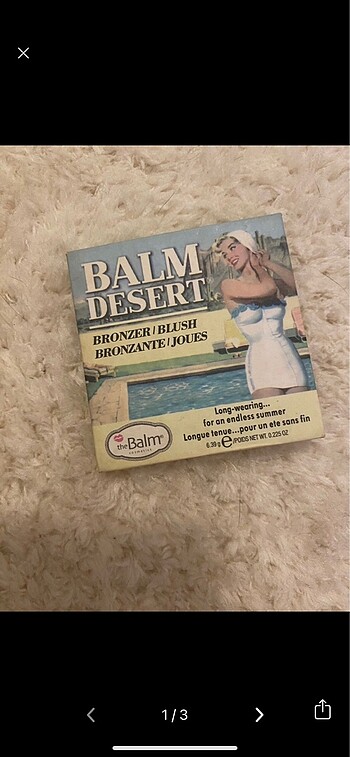 BALM
DESERT
BRONZER / BLUSH
BRONZANTE / JOUES
Long-wearing...
for an endless summer
Longue tenue...pour un ete sans fin
6.39 g e/POIDS NET WT. 0.225 OZ
theBalm®
COSMETICS
1/3